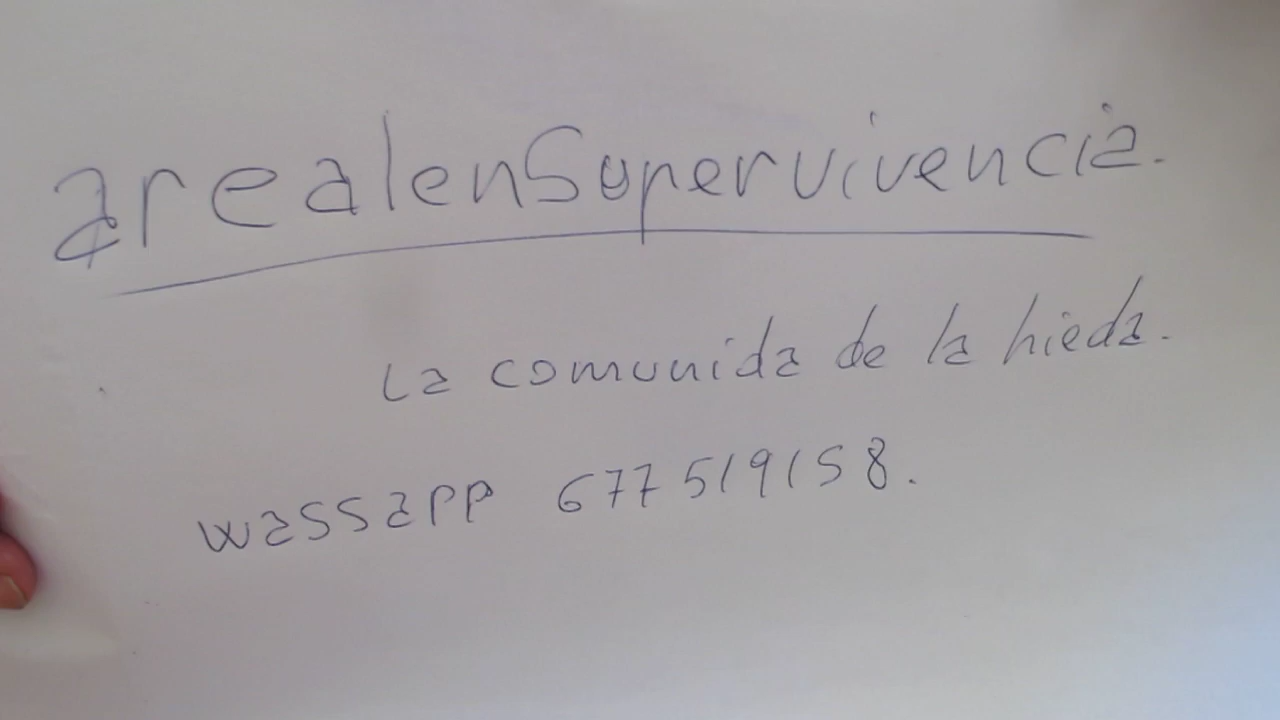 arealensupervivencia.
La comunida de la hieda.
wassapp 677519158.